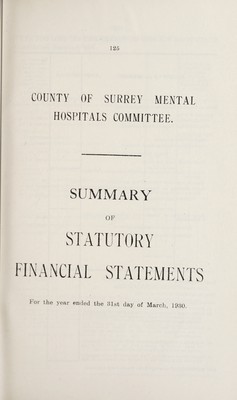 125
COUNTY OF SURREY MENTAL
HOSPITALS COMMITTEE.
SUMMARY
OF
STATUTORY
FINANCIAL STATEMENTS
For the year ended the 31st day of March, 1930.